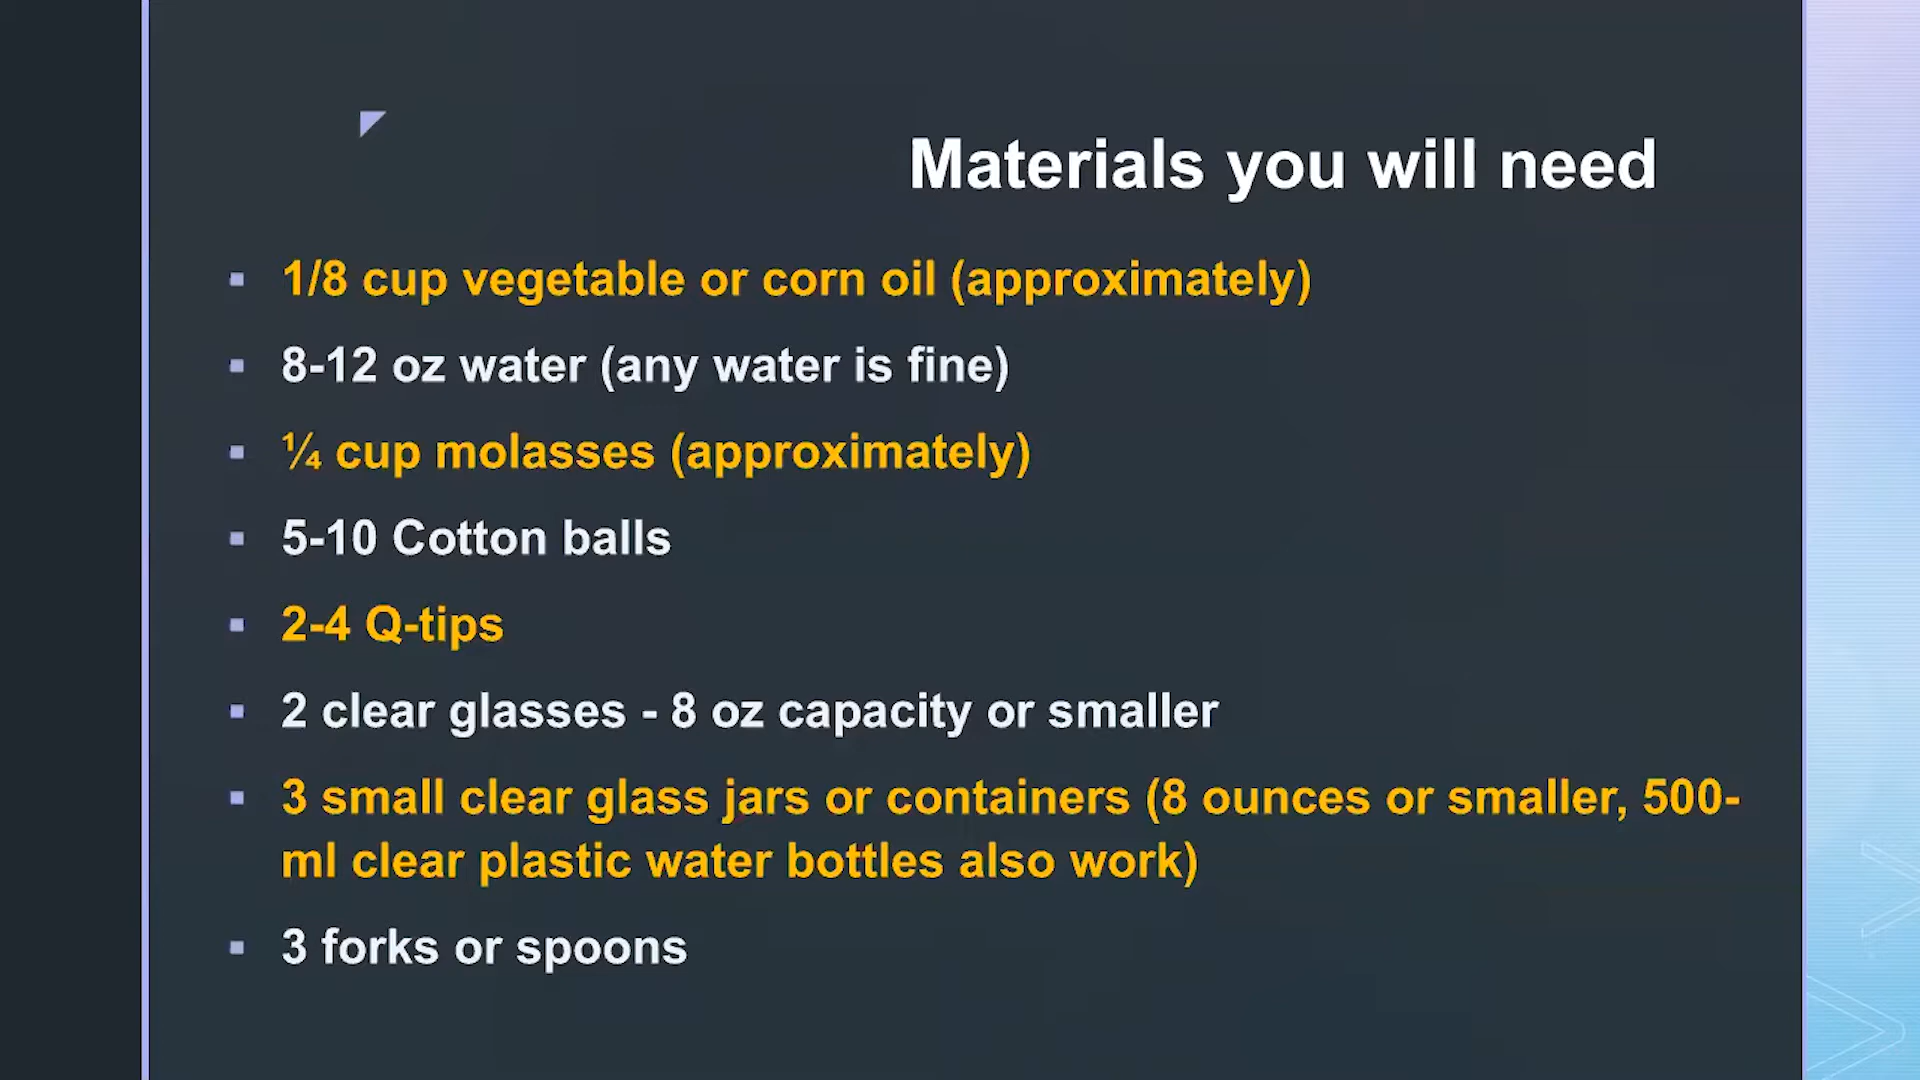 Materials you will need
▪ 1/8 cup vegetable or corn oil (approximately)
▪ 8-12 oz water (any water is fine)
▪ ¼ cup molasses (approximately)
▪ 5-10 Cotton balls
▪ 2-4 Q-tips
▪ 2 clear glasses - 8 oz capacity or smaller
▪ 3 small clear glass jars or containers (8 ounces or smaller, 500-
ml clear plastic water bottles also work)
▪ 3 forks or spoons